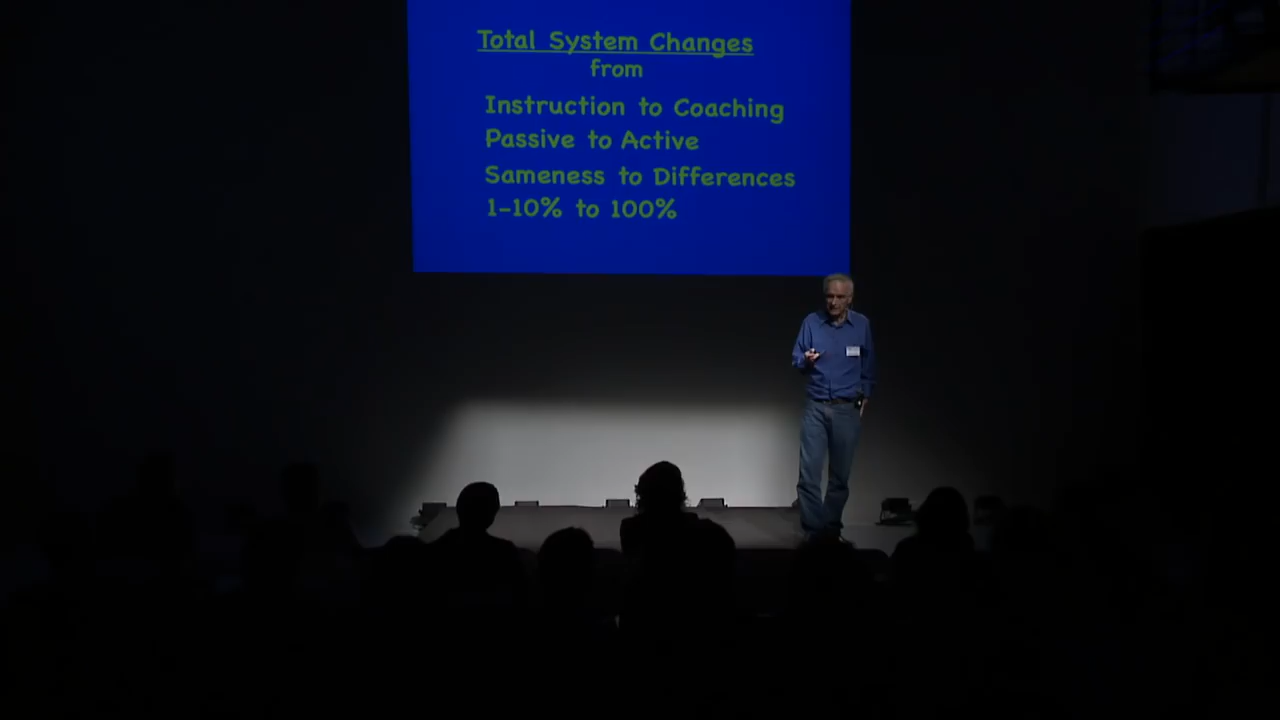 Total System Changes
from
Instruction to Coaching
Passive to Active
Sameness to Differences
1-10% to 100%